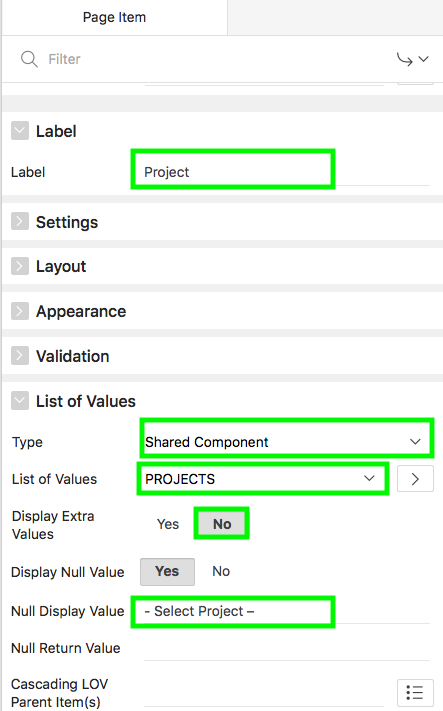 Page Item
Filter
Label
Label Project
Settings
Layout
Appearance
Validation
List of Values
Type Shared Component
List of Values PROJECTS
Display Extra
Values Yes No
Display Null Value Yes No
Null Display Value - Select Project –
Null Return Value
Cascading LOV
Parent Item(s)